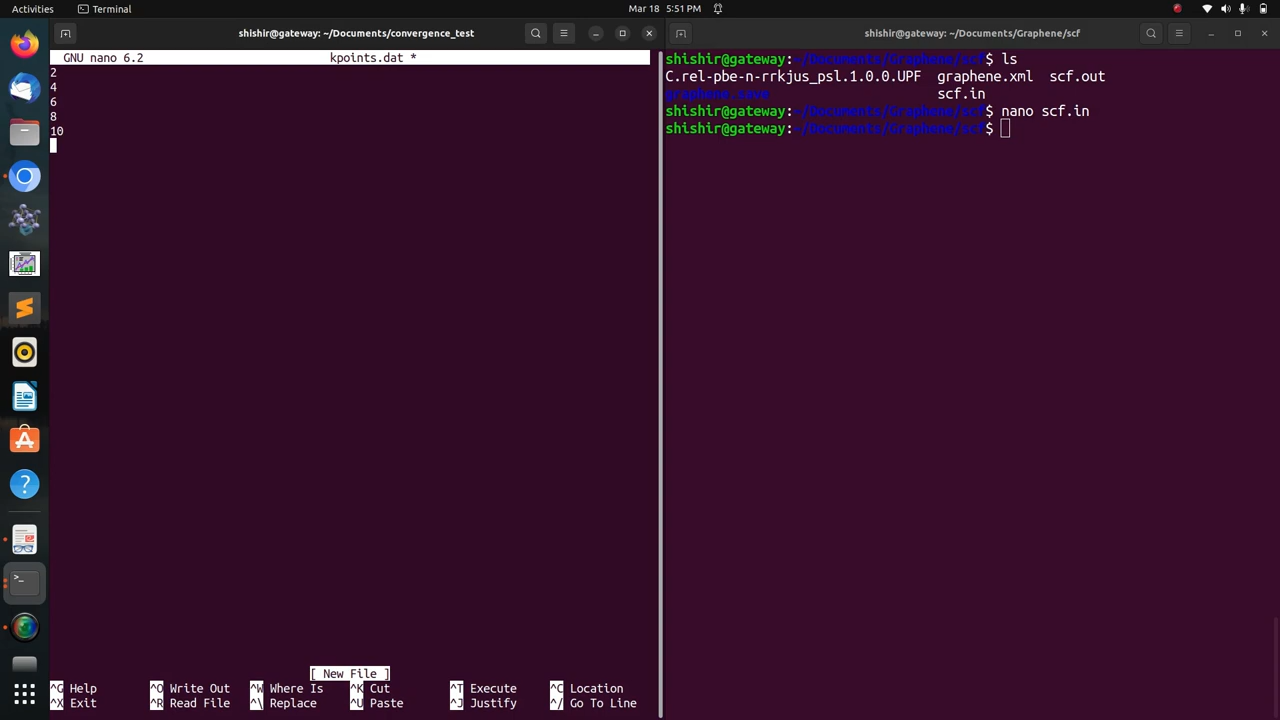 Activities Terminal Mar 18 5:51 PM
shishir@gateway: ~/Documents/convergence_test
GNU nano 6.2 kpoints.dat *
2
4
6
8
10
[ New File ]
^G Help ^O Write Out ^W Where Is ^K Cut ^T Execute ^C Location
^X Exit ^R Read File ^\ Replace ^U Paste ^J Justify ^/ Go To Line
shishir@gateway: ~/Documents/Graphene/scf
shishir@gateway:~/Documents/Graphene/scf$ ls
C.rel-pbe-n-rrkjus_psl.1.0.0.UPF graphene.xml scf.out
graphene.save scf.in
shishir@gateway:~/Documents/Graphene/scf$ nano scf.in
shishir@gateway:~/Documents/Graphene/scf$